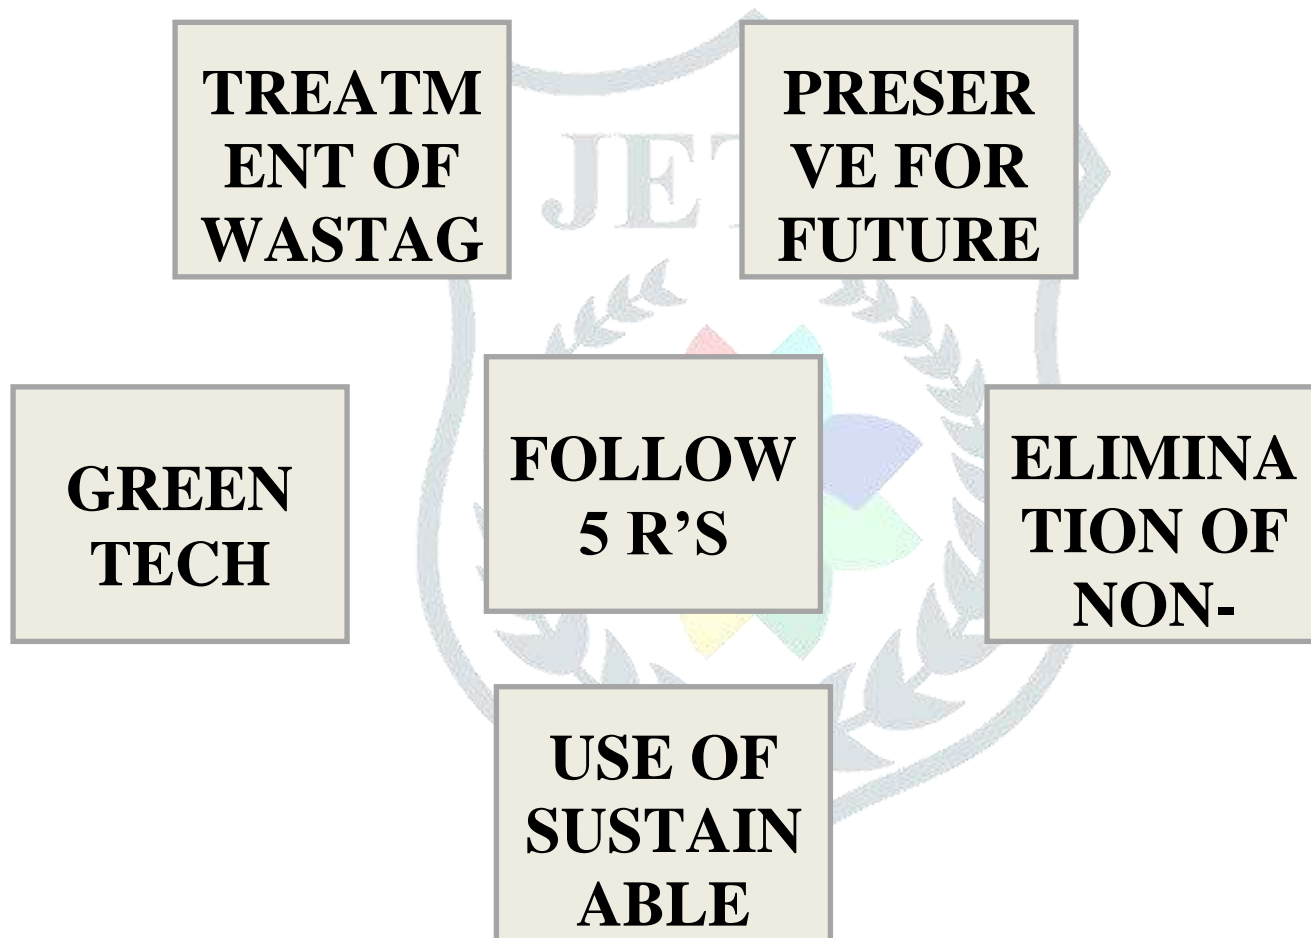 TREATM
ENT OF
WASTAG
PRESER
VE FOR
FUTURE
GREEN
TECH
FOLLOW
5 R’S
ELIMINA
TION OF
NON-
USE OF
SUSTAIN
ABLE